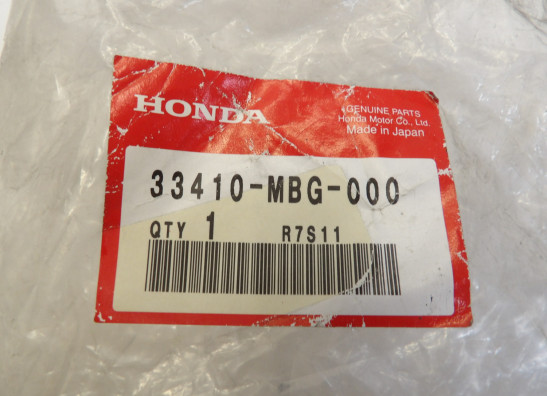 HONDA
GENUINE PARTS
Honda Motor Co., Ltd.
Made in Japan
33410-MBG-000
QTY 1 R7S11